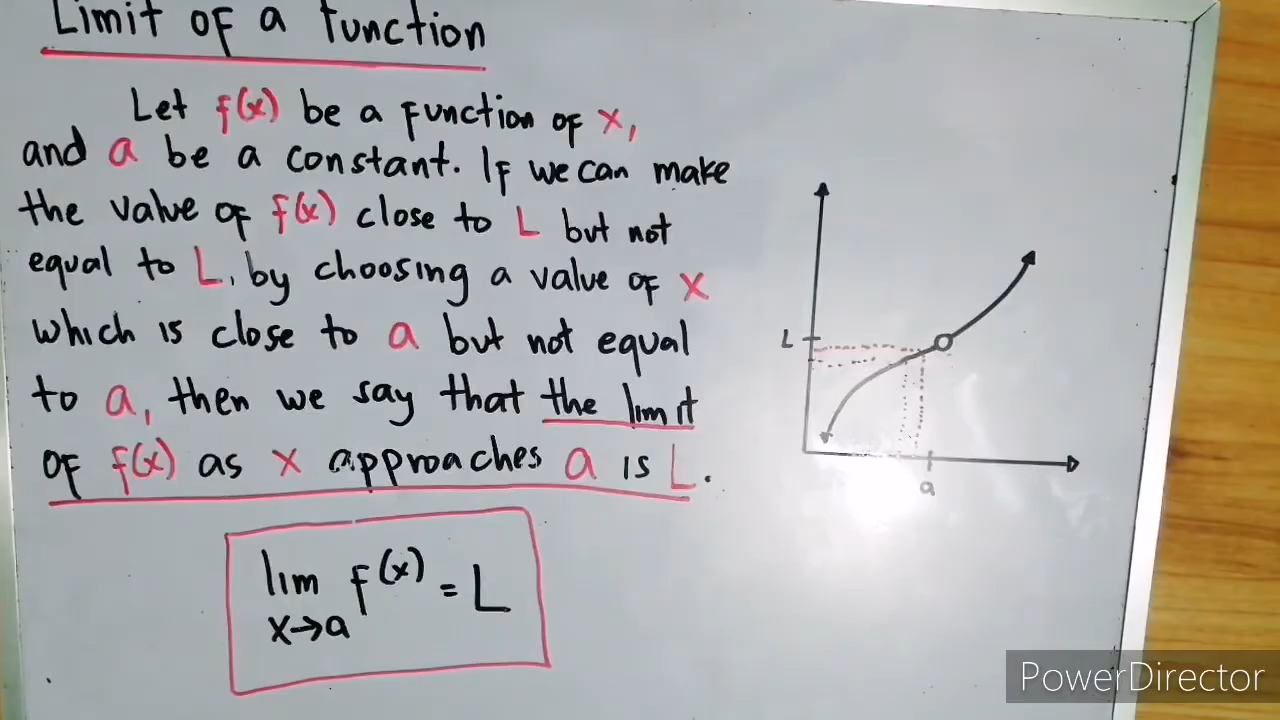 Limit of a function
Let f(x) be a function of x,
and a be a constant. If we can make
the value of f(x) close to L but not
equal to L, by choosing a value of x
which is close to a but not equal
to a, then we say that the limit
of f(x) as x approaches a is L.
lim f(x) = L
x→a
L
a
PowerDirector